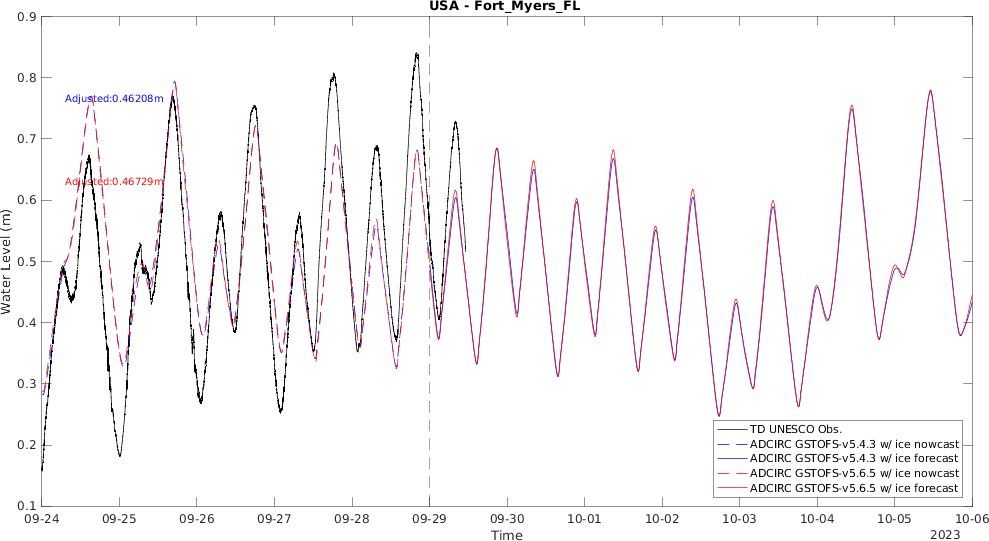 USA - Fort_Myers_FL
0.9
0.8
0.7
0.6
0.5
0.4
0.3
0.2
0.1
Water Level (m)
Adjusted:0.46208m
Adjusted:0.46729m
TD UNESCO Obs.
ADCIRC GSTOFS-v5.4.3 w/ ice nowcast
ADCIRC GSTOFS-v5.4.3 w/ ice forecast
ADCIRC GSTOFS-v5.6.5 w/ ice nowcast
ADCIRC GSTOFS-v5.6.5 w/ ice forecast
09-24 09-25 09-26 09-27 09-28 09-29 09-30 10-01 10-02 10-03 10-04 10-05 10-06
Time
2023